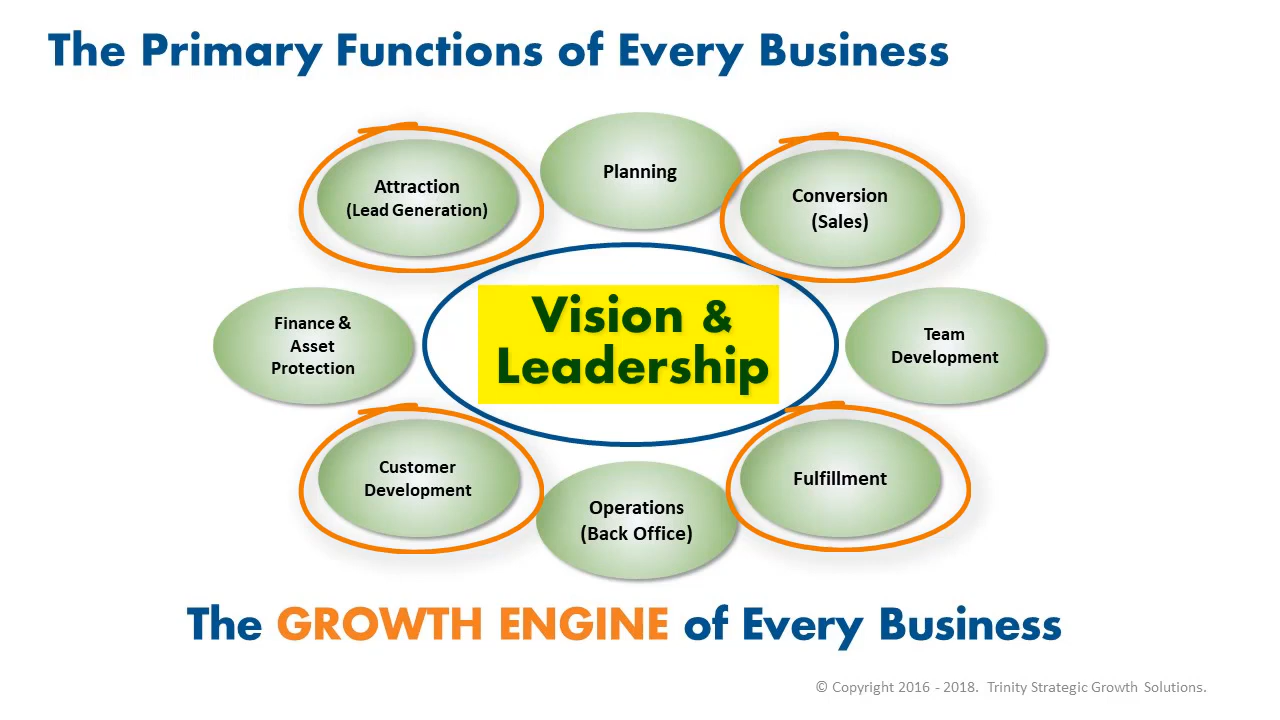 The Primary Functions of Every Business
Attraction
(Lead Generation)
Planning
Conversion
(Sales)
Finance &
Asset
Protection
Vision &
Leadership
Team
Development
Customer
Development
Operations
(Back Office)
Fulfillment
The GROWTH ENGINE of Every Business
© Copyright 2016 - 2018. Trinity Strategic Growth Solutions.